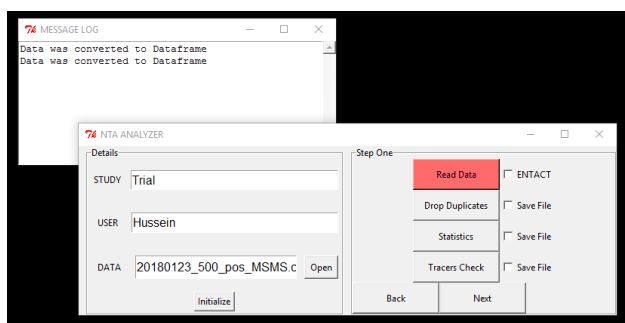 MESSAGE LOG
Data was converted to Dataframe
Data was converted to Dataframe
NTA ANALYZER
Details
STUDY Trial
USER Hussein
DATA 20180123_500_pos_MSMS.c Open
Initialize
Step One
Read Data ENTACT
Drop Duplicates Save File
Statistics Save File
Tracers Check Save File
Back Next